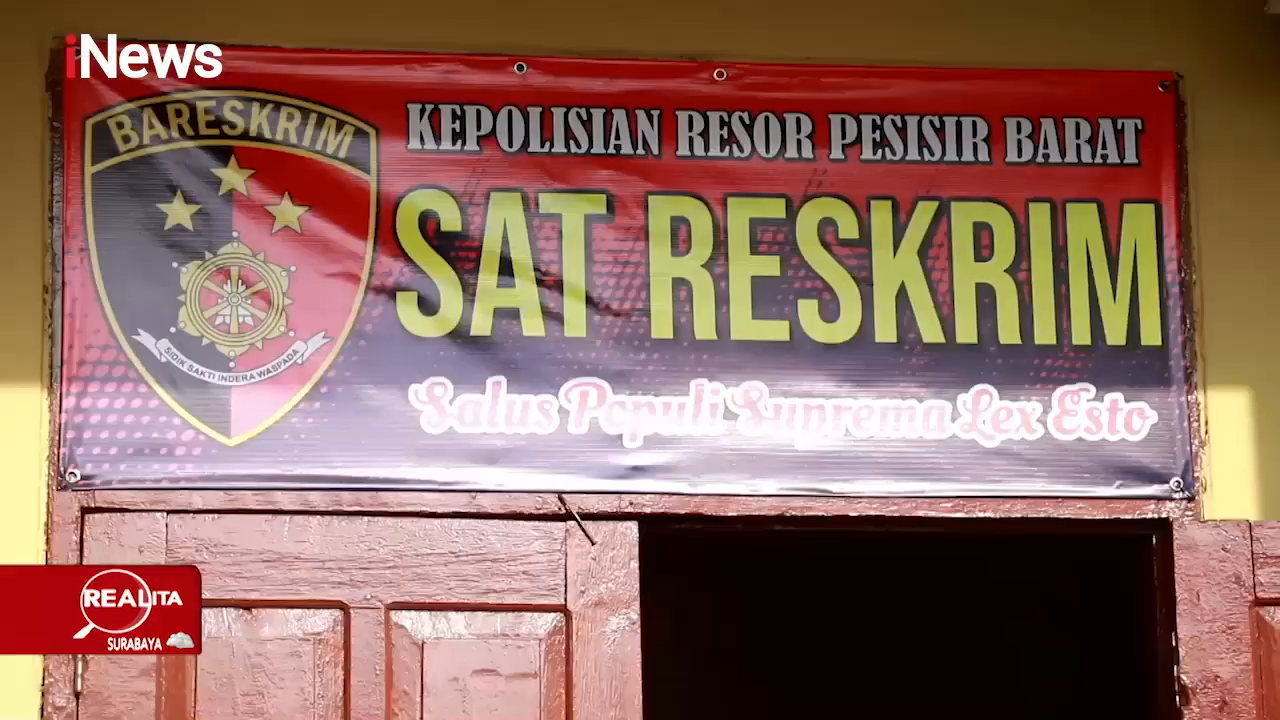 iNews
BARESKRIM
KEPOLISIAN RESOR PESISIR BARAT
SAT RESKRIM
SIDIK SAKTI INDERA WASPADA
Salus Populi Suprema Lex Esto
REALITA
SURABAYA